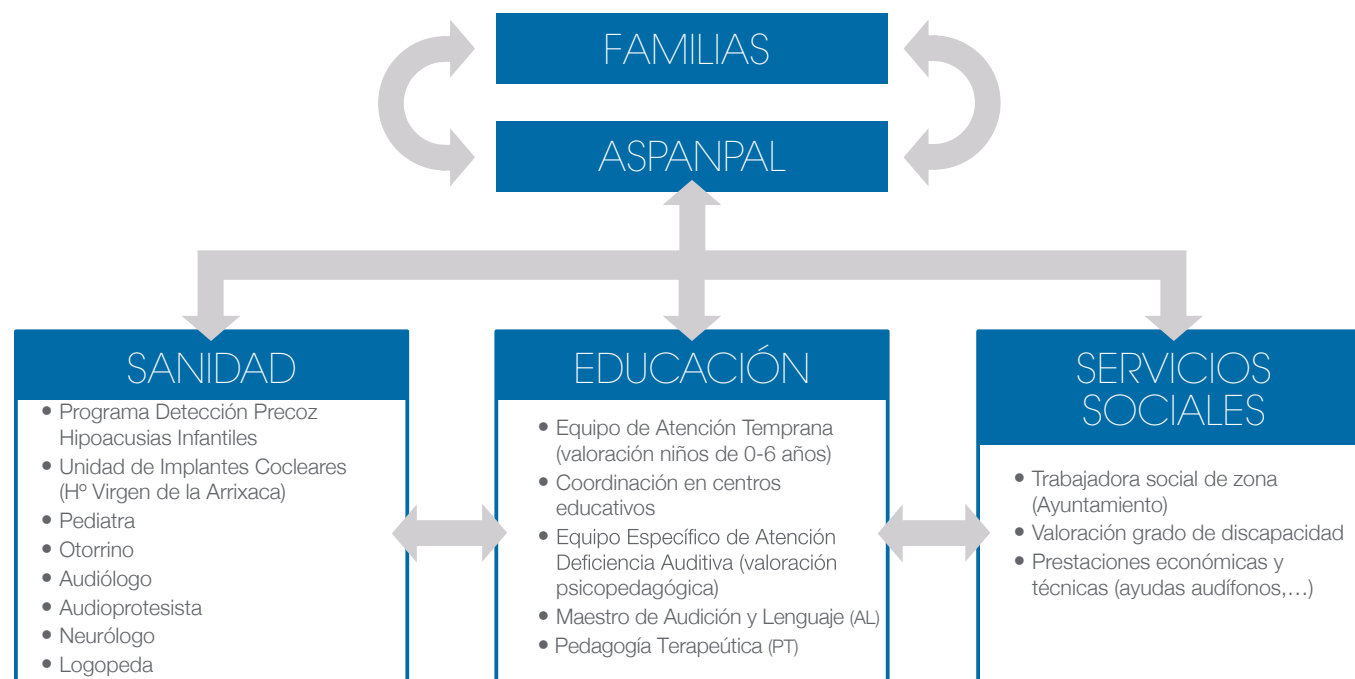 FAMILIAS
ASPANPAL
SANIDAD
• Programa Detección Precoz
Hipoacusias Infantiles
• Unidad de Implantes Cocleares
(Hº Virgen de la Arrixaca)
• Pediatra
• Otorrino
• Audiólogo
• Audioprotesista
• Neurólogo
• Logopeda
EDUCACIÓN
• Equipo de Atención Temprana
(valoración niños de 0-6 años)
• Coordinación en centros
educativos
• Equipo Específico de Atención
Deficiencia Auditiva (valoración
psicopedagógica)
• Maestro de Audición y Lenguaje (AL)
• Pedagogía Terapeútica (PT)
SERVICIOS
SOCIALES
• Trabajadora social de zona
(Ayuntamiento)
• Valoración grado de discapacidad
• Prestaciones económicas y
técnicas (ayudas audífonos,…)